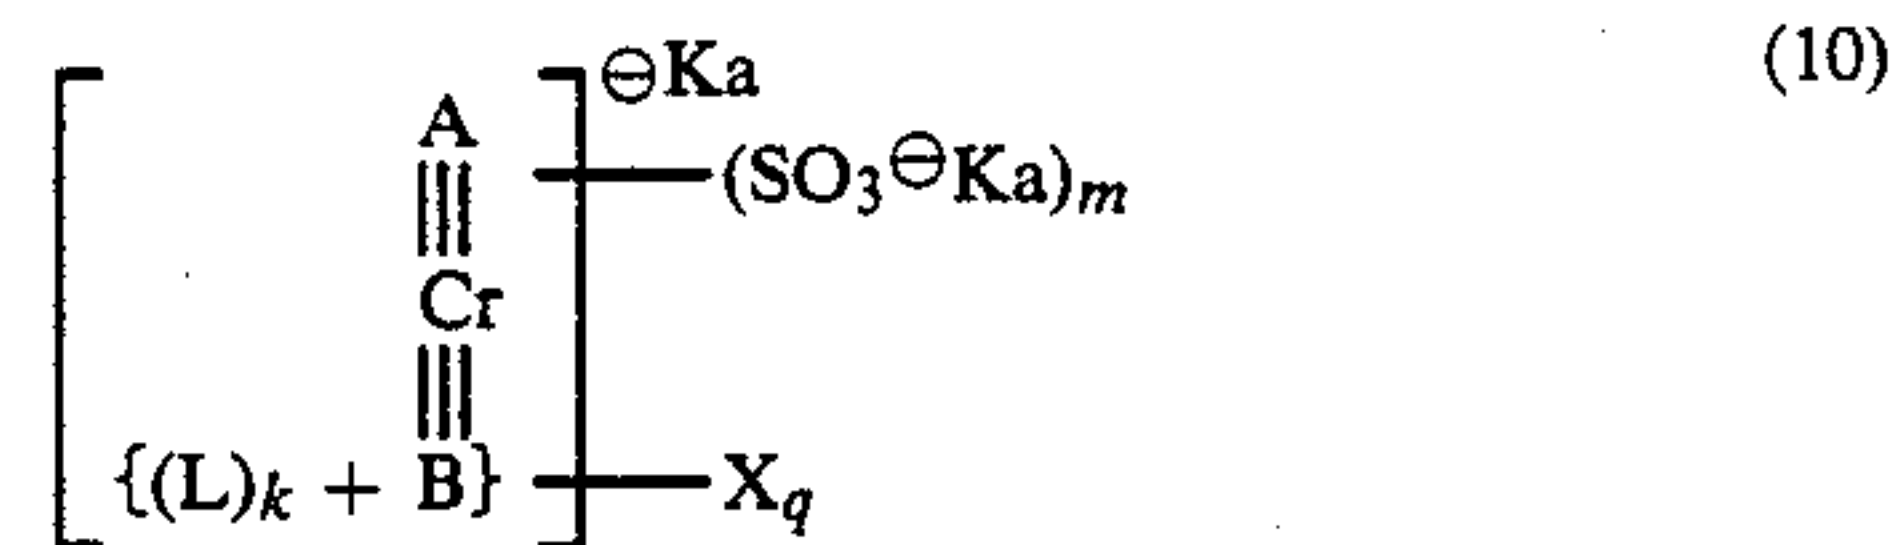 (10)
⊖Ka
A
(SO3⊖Ka)m
Cr
{(L)k + B}
Xq